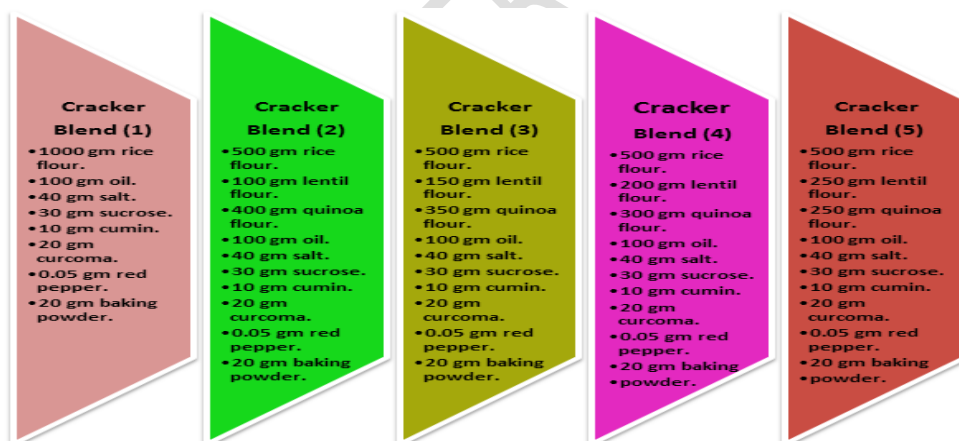 Cracker
Blend (1)
•1000 gm rice
flour.
•100 gm oil.
•40 gm salt.
•30 gm sucrose.
•10 gm cumin.
•20 gm
curcoma.
•0.05 gm red
pepper.
•20 gm baking
powder.
Cracker
Blend (2)
•500 gm rice
flour.
•100 gm lentil
flour.
•400 gm quinoa
flour.
•100 gm oil.
•40 gm salt.
•30 gm sucrose.
•10 gm cumin.
•20 gm
curcoma.
•0.05 gm red
pepper.
•20 gm baking
powder.
Cracker
Blend (3)
•500 gm rice
flour.
•150 gm lentil
flour.
•350 gm quinoa
flour.
•100 gm oil.
•40 gm salt.
•30 gm sucrose.
•10 gm cumin.
•20 gm
curcoma.
•0.05 gm red
pepper.
•20 gm baking
powder.
Cracker
Blend (4)
•500 gm rice
flour.
•200 gm lentil
flour.
•300 gm quinoa
flour.
•100 gm oil.
•40 gm salt.
•30 gm sucrose.
•10 gm cumin.
•20 gm
curcoma.
•0.05 gm red
pepper.
•20 gm baking
•powder.
Cracker
Blend (5)
•500 gm rice
flour.
•250 gm lentil
flour.
•250 gm quinoa
flour.
•100 gm oil.
•40 gm salt.
•30 gm sucrose.
•10 gm cumin.
•20 gm
curcoma.
•0.05 gm red
pepper.
•20 gm baking
•powder.